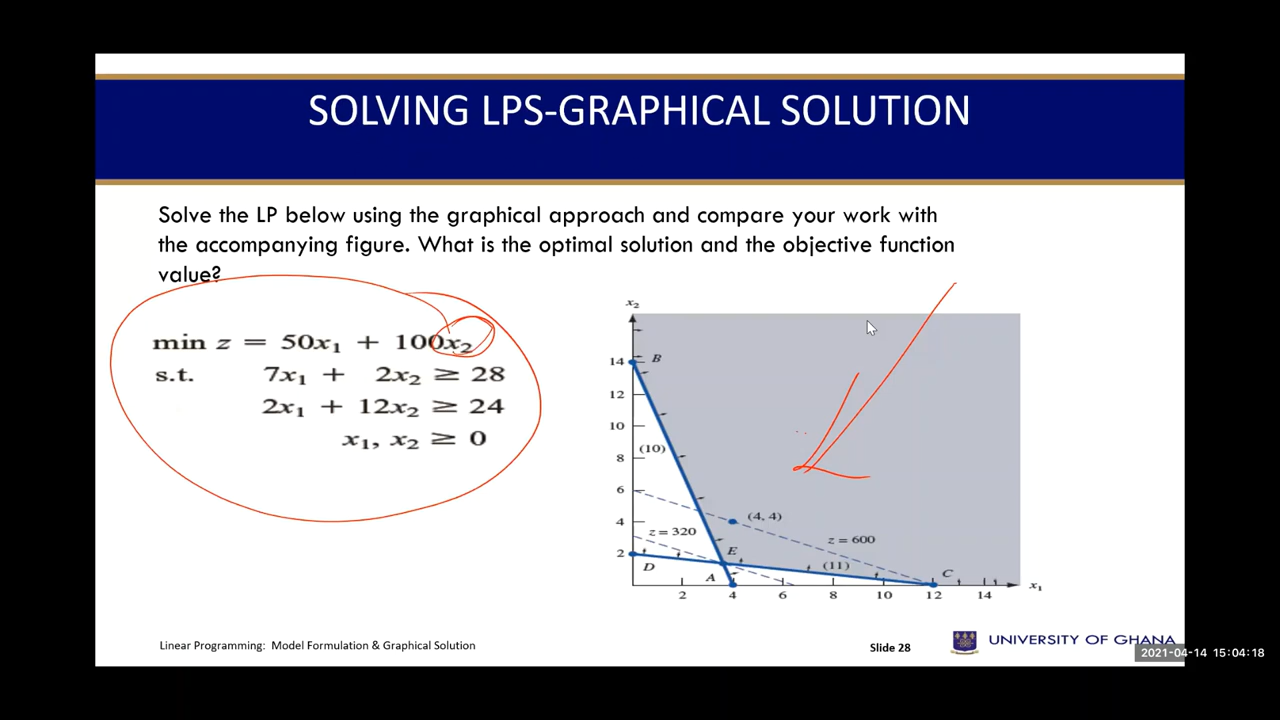 SOLVING LPS-GRAPHICAL SOLUTION
Solve the LP below using the graphical approach and compare your work with
the accompanying figure. What is the optimal solution and the objective function
value?
min z = 50x₁ + 100x₂
s.t. 7x₁ + 2x₂ ≥ 28
2x₁ + 12x₂ ≥ 24
x₁, x₂ ≥ 0
x₂
14 B
12
10
(10)
8
6
4 (4, 4)
z = 320 z = 600
2 E
D A (11) C
x₁
2 4 6 8 10 12 14
Linear Programming: Model Formulation & Graphical Solution
Slide 28
UNIVERSITY OF GHANA
2021-04-14 15:04:18